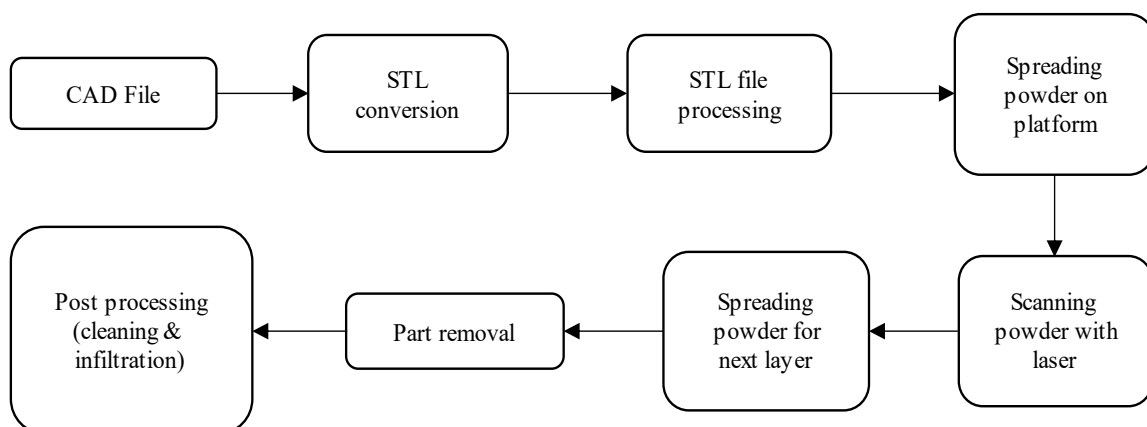 CAD File
STL
conversion
STL file
processing
Spreading
powder on
platform
Scanning
powder with
laser
Spreading
powder for
next layer
Part removal
Post processing
(cleaning &
infiltration)